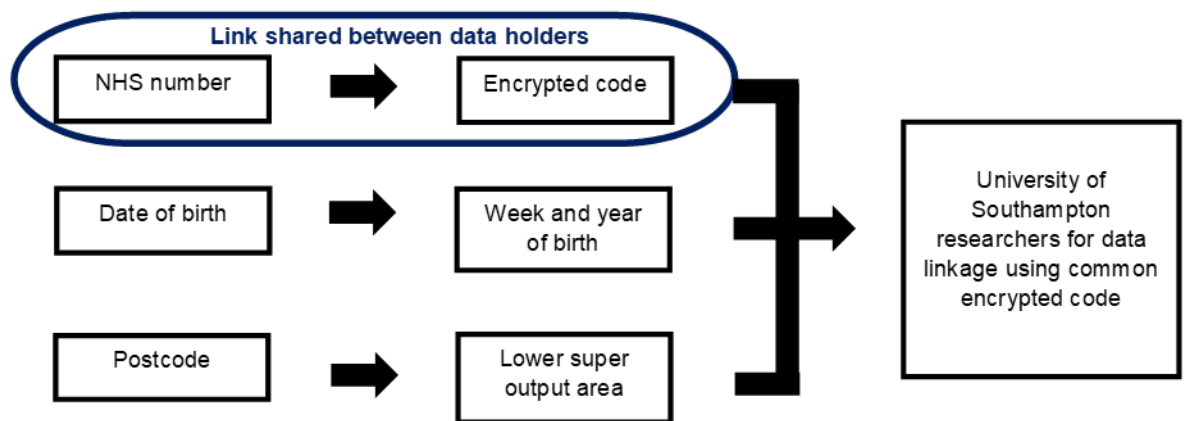 Link shared between data holders
NHS number
Encrypted code
Date of birth
Week and year
of birth
Postcode
Lower super
output area
University of
Southampton
researchers for data
linkage using common
encrypted code